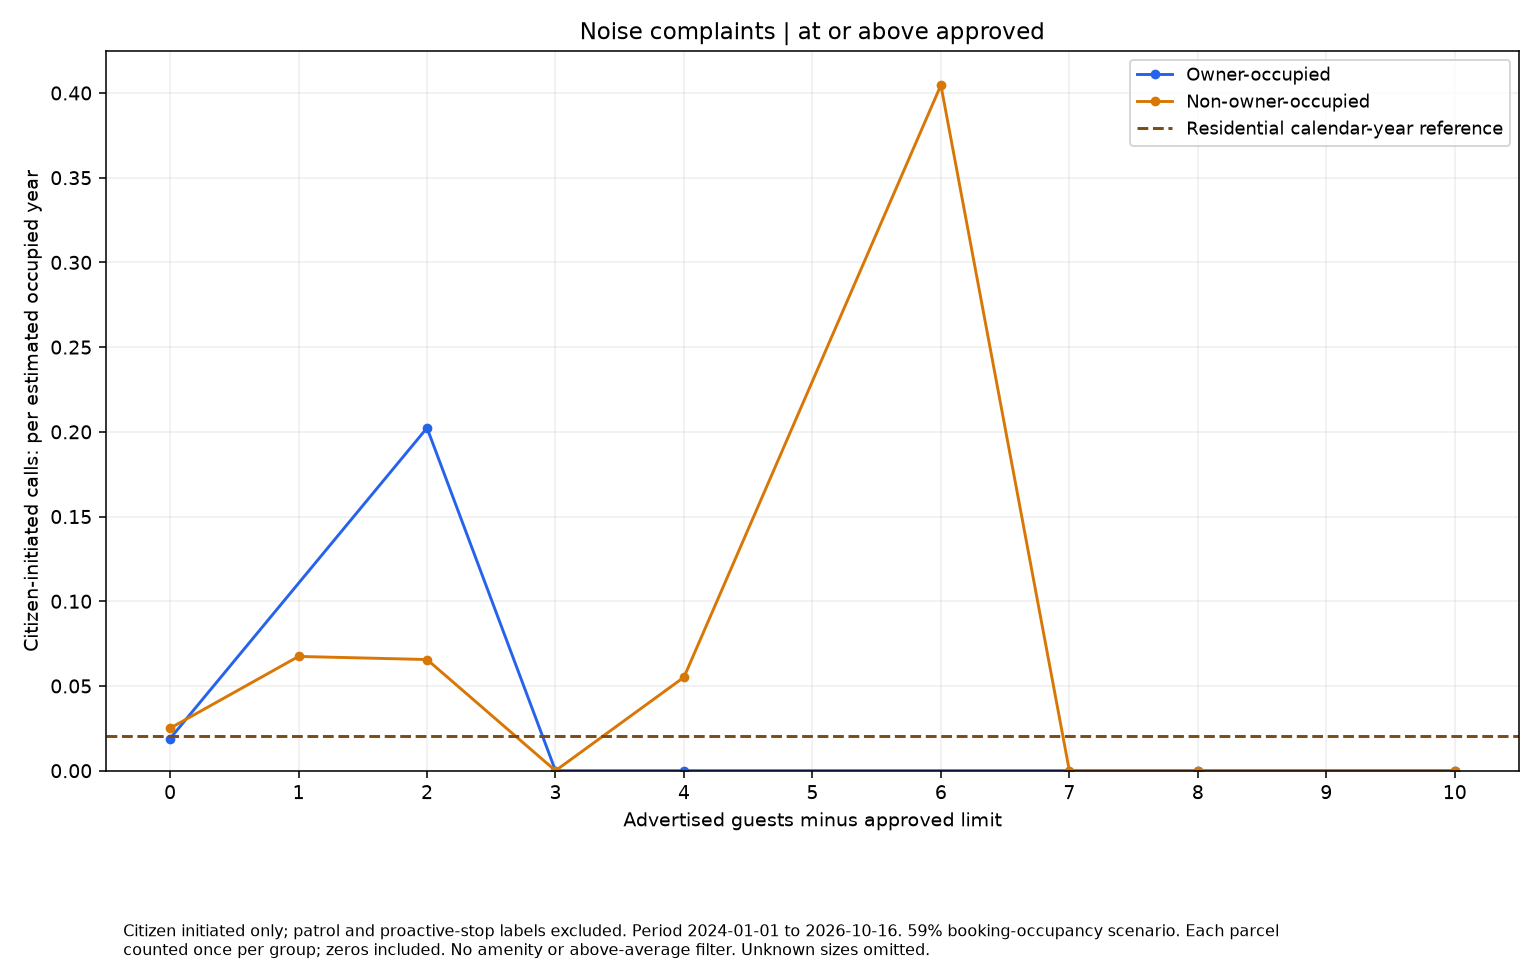 Noise complaints | at or above approved
Owner-occupied
Non-owner-occupied
Residential calendar-year reference
Citizen-initiated calls: per estimated occupied year
0.40
0.35
0.30
0.25
0.20
0.15
0.10
0.05
0.00
0 1 2 3 4 5 6 7 8 9 10
Advertised guests minus approved limit
Citizen initiated only; patrol and proactive-stop labels excluded. Period 2024-01-01 to 2026-10-16. 59% booking-occupancy scenario. Each parcel
counted once per group; zeros included. No amenity or above-average filter. Unknown sizes omitted.